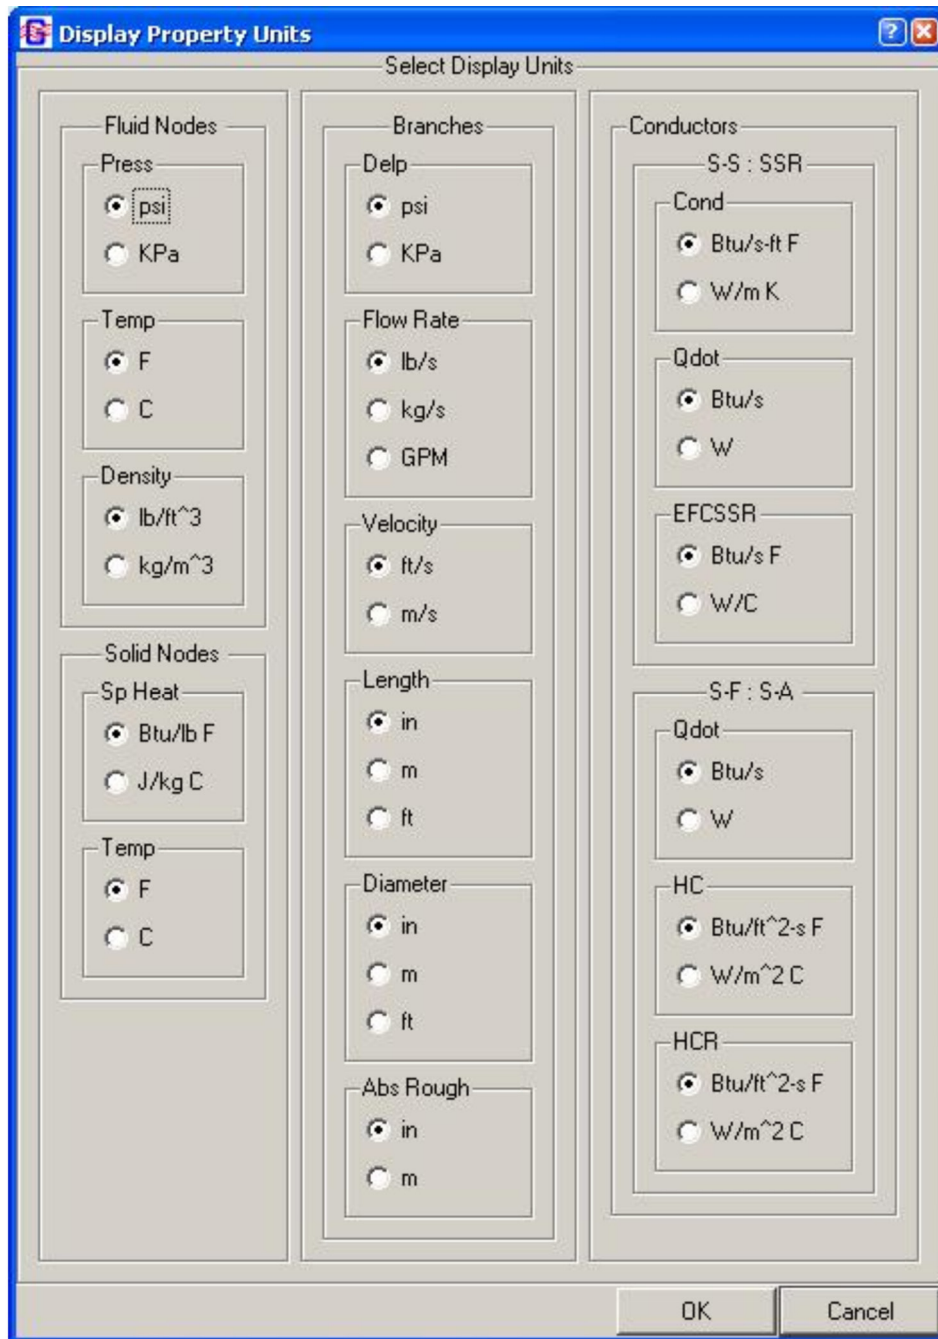 Display Property Units
Select Display Units
Fluid Nodes
Press
psi
KPa
Temp
F
C
Density
lb/ft^3
kg/m^3
Solid Nodes
Sp Heat
Btu/lb F
J/kg C
Temp
F
C
Branches
Delp
psi
KPa
Flow Rate
lb/s
kg/s
GPM
Velocity
ft/s
m/s
Length
in
m
ft
Diameter
in
m
ft
Abs Rough
in
m
Conductors
S-S : SSR
Cond
Btu/s-ft F
W/m K
Qdot
Btu/s
W
EFCSSR
Btu/s F
W/C
S-F : S-A
Qdot
Btu/s
W
HC
Btu/ft^2-s F
W/m^2 C
HCR
Btu/ft^2-s F
W/m^2 C
OK
Cancel